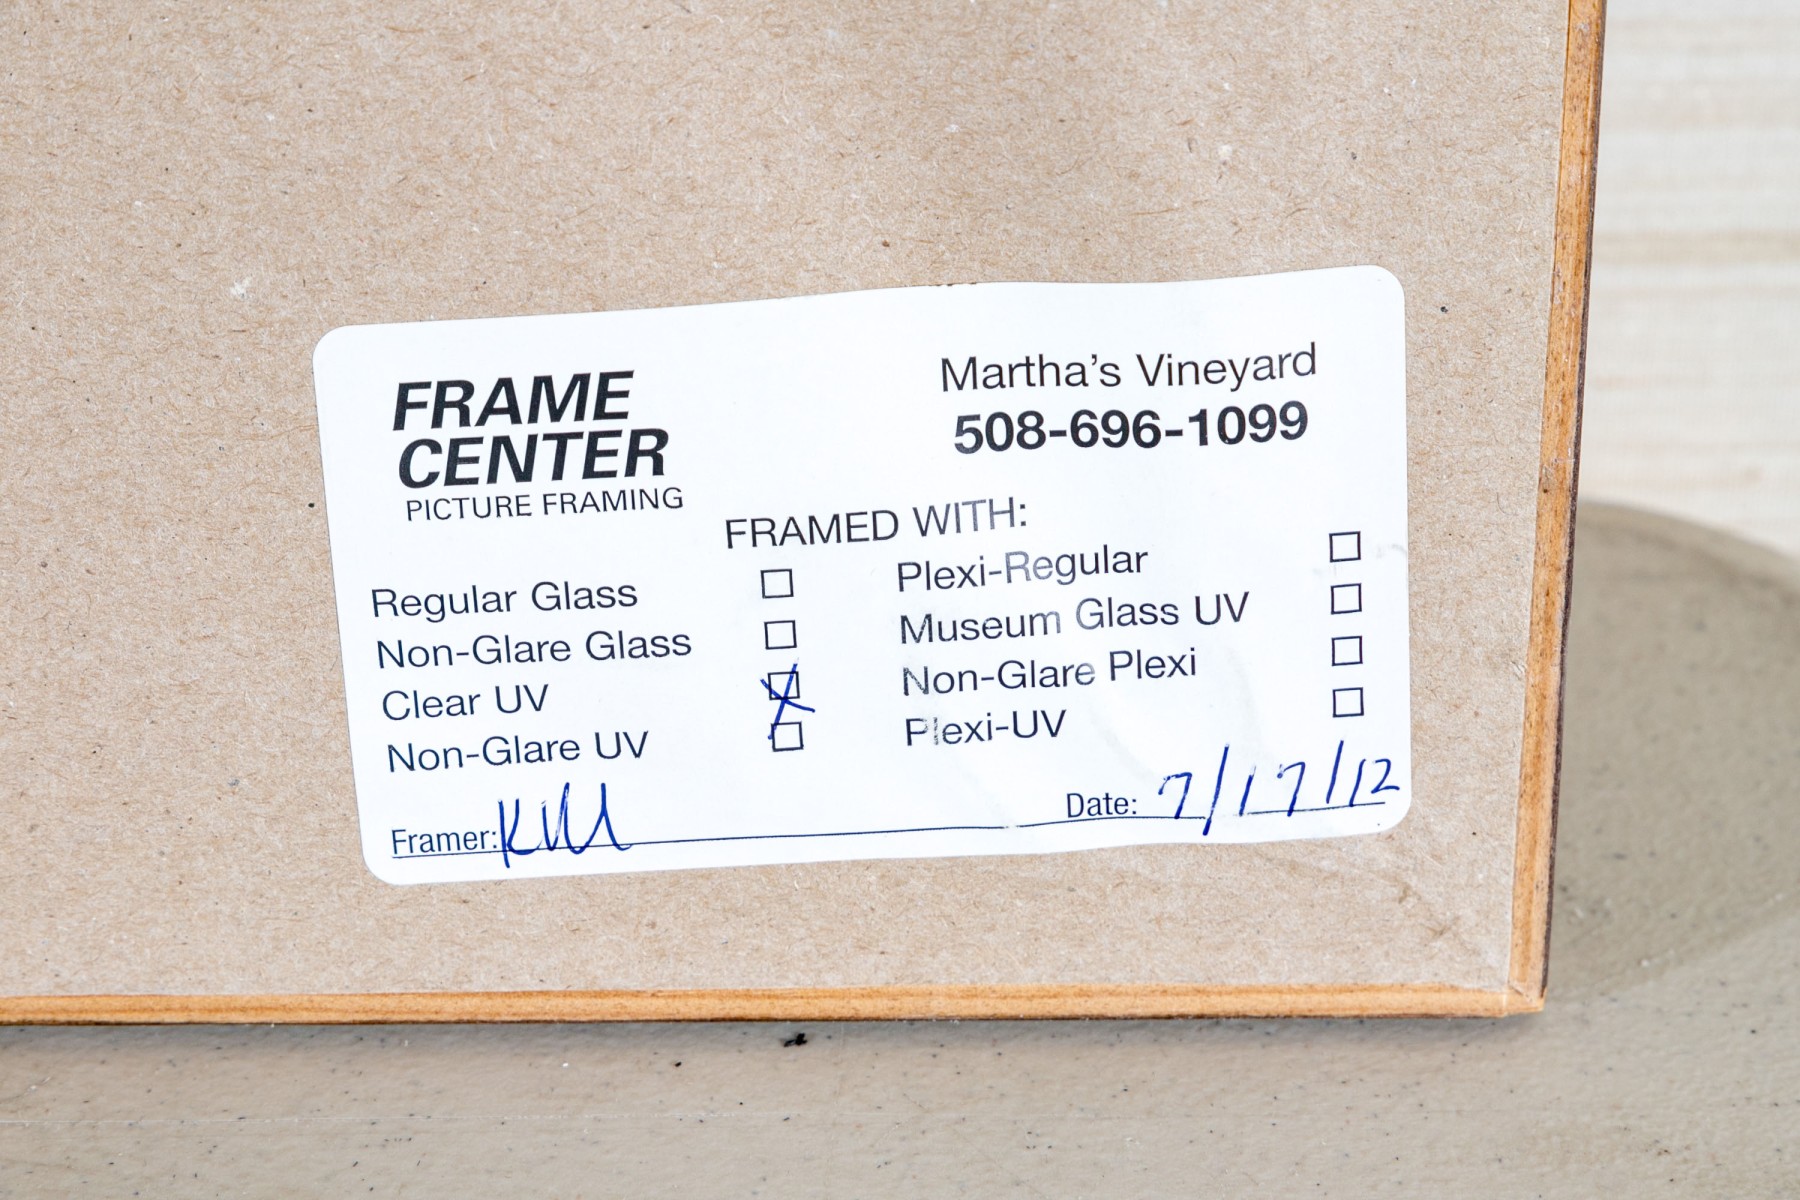 FRAME
CENTER
PICTURE FRAMING
Martha's Vineyard
508-696-1099
FRAMED WITH:
Regular Glass ☐ Plexi-Regular ☐
Non-Glare Glass ☐ Museum Glass UV ☐
Clear UV ☒ Non-Glare Plexi ☐
Non-Glare UV ☐ Plexi-UV ☐
Framer: Date: 7/17/12